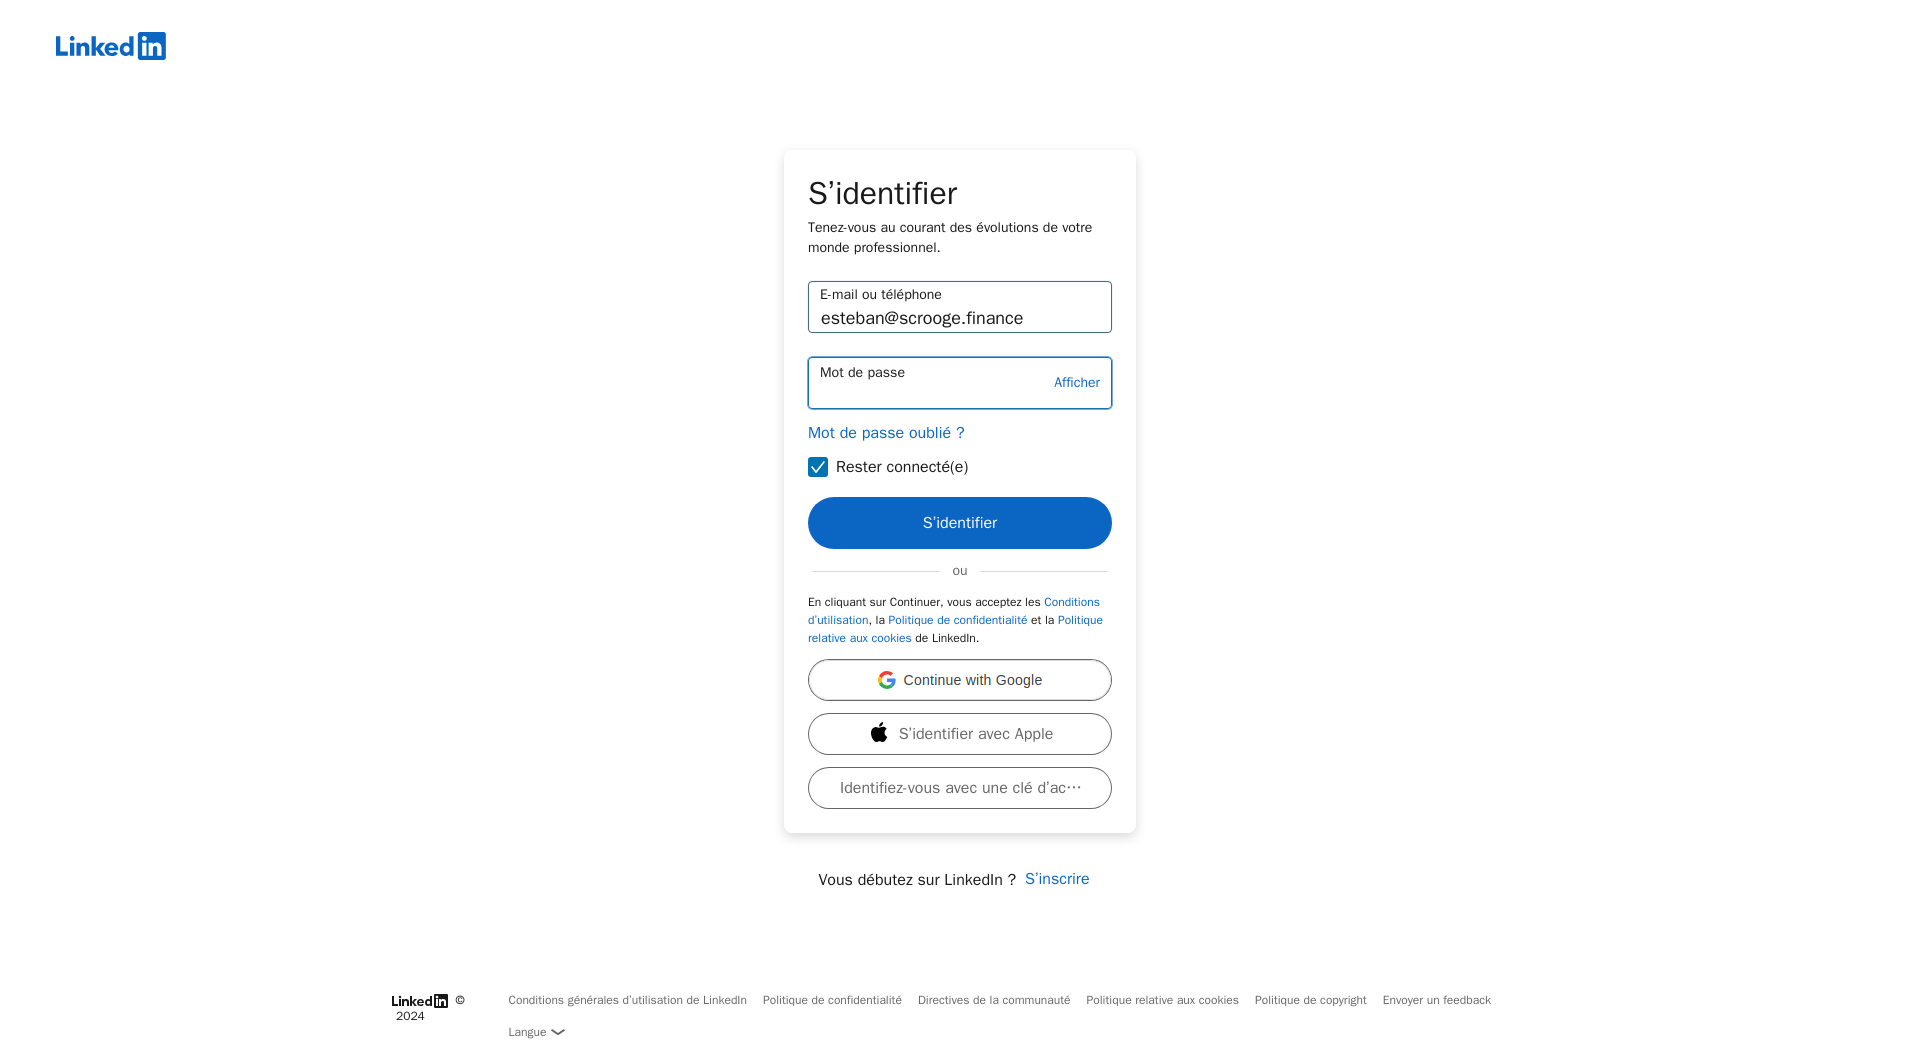 LinkedIn
S'identifier
Tenez-vous au courant des évolutions de votre
monde professionnel.
E-mail ou téléphone
esteban@scrooge.finance
Mot de passe
Afficher
Mot de passe oublié ?
Rester connecté(e)
S'identifier
ou
En cliquant sur Continuer, vous acceptez les Conditions
d'utilisation, la Politique de confidentialité et la Politique
relative aux cookies de LinkedIn.
Continue with Google
S'identifier avec Apple
Identifiez-vous avec une clé d'ac…
Vous débutez sur LinkedIn ? S'inscrire
LinkedIn ©
2024
Conditions générales d'utilisation de LinkedIn Politique de confidentialité Directives de la communauté Politique relative aux cookies Politique de copyright Envoyer un feedback
Langue